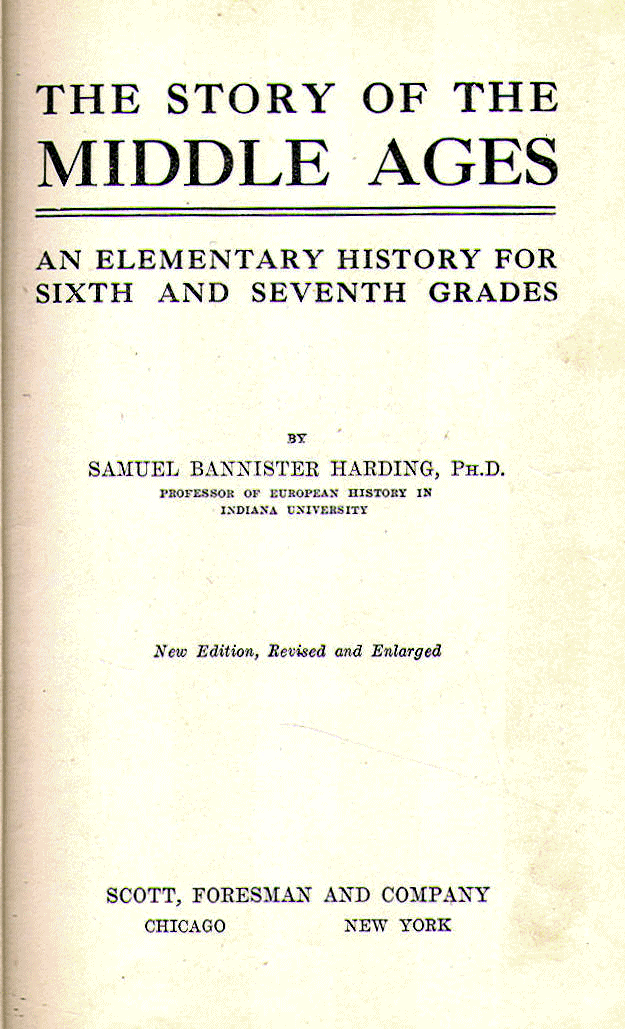 THE STORY OF THE
MIDDLE AGES
AN ELEMENTARY HISTORY FOR
SIXTH AND SEVENTH GRADES
BY
SAMUEL BANNISTER HARDING, PH.D.
PROFESSOR OF EUROPEAN HISTORY IN
INDIANA UNIVERSITY
New Edition, Revised and Enlarged
SCOTT, FORESMAN AND COMPANY
CHICAGO NEW YORK